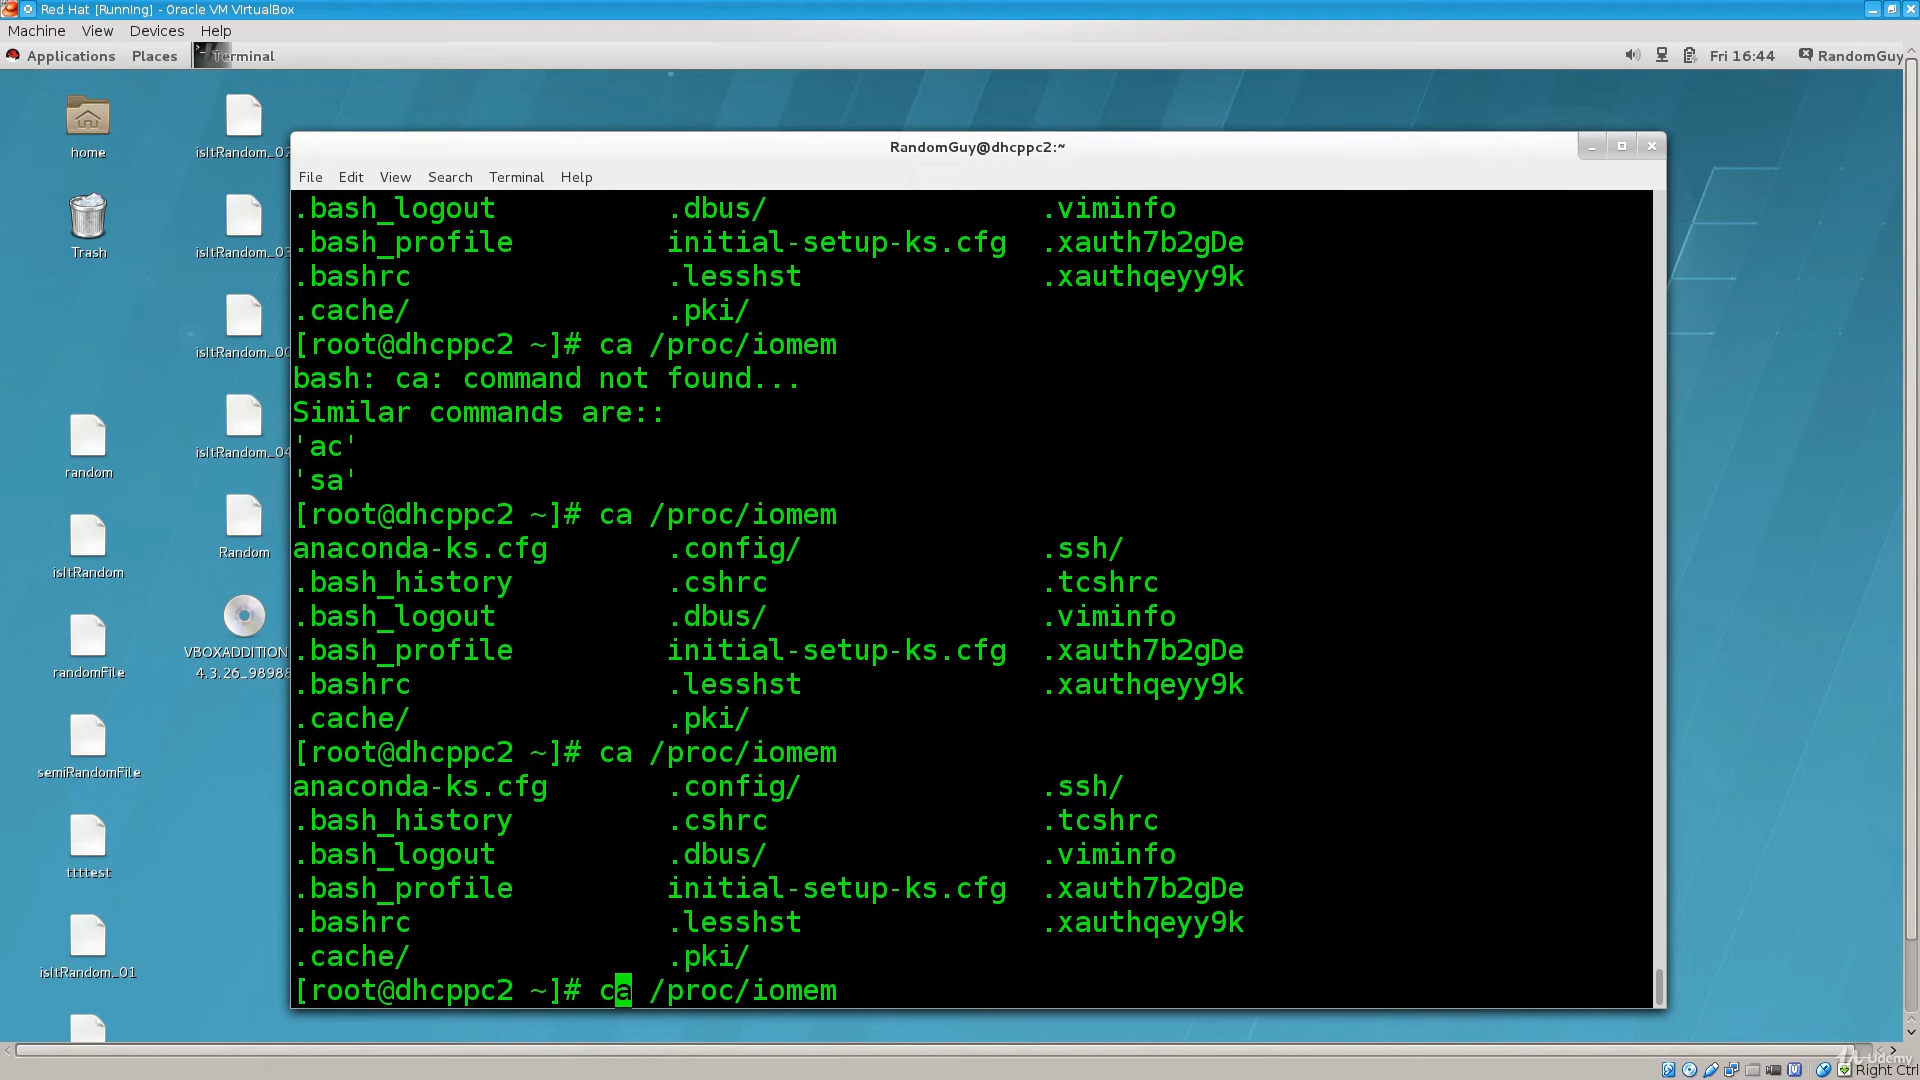 Red Hat [Running] - Oracle VM VirtualBox
Machine View Devices Help
Applications Places Terminal Fri 16:44 RandomGuy
home
Trash
random
isItRandom
randomFile
semiRandomFile
ttttest
isItRandom_01
isItRandom_02
isItRandom_03
isItRandom_00
isItRandom_04
Random
VBOXADDITION
4.3.26_9898
RandomGuy@dhcppc2:~
File Edit View Search Terminal Help
.bash_logout .dbus/ .viminfo
.bash_profile initial-setup-ks.cfg .xauth7b2gDe
.bashrc .lesshst .xauthqeyy9k
.cache/ .pki/
[root@dhcppc2 ~]# ca /proc/iomem
bash: ca: command not found...
Similar commands are::
'ac'
'sa'
[root@dhcppc2 ~]# ca /proc/iomem
anaconda-ks.cfg .config/ .ssh/
.bash_history .cshrc .tcshrc
.bash_logout .dbus/ .viminfo
.bash_profile initial-setup-ks.cfg .xauth7b2gDe
.bashrc .lesshst .xauthqeyy9k
.cache/ .pki/
[root@dhcppc2 ~]# ca /proc/iomem
anaconda-ks.cfg .config/ .ssh/
.bash_history .cshrc .tcshrc
.bash_logout .dbus/ .viminfo
.bash_profile initial-setup-ks.cfg .xauth7b2gDe
.bashrc .lesshst .xauthqeyy9k
.cache/ .pki/
[root@dhcppc2 ~]# ca /proc/iomem
Udemy
Right Ctrl